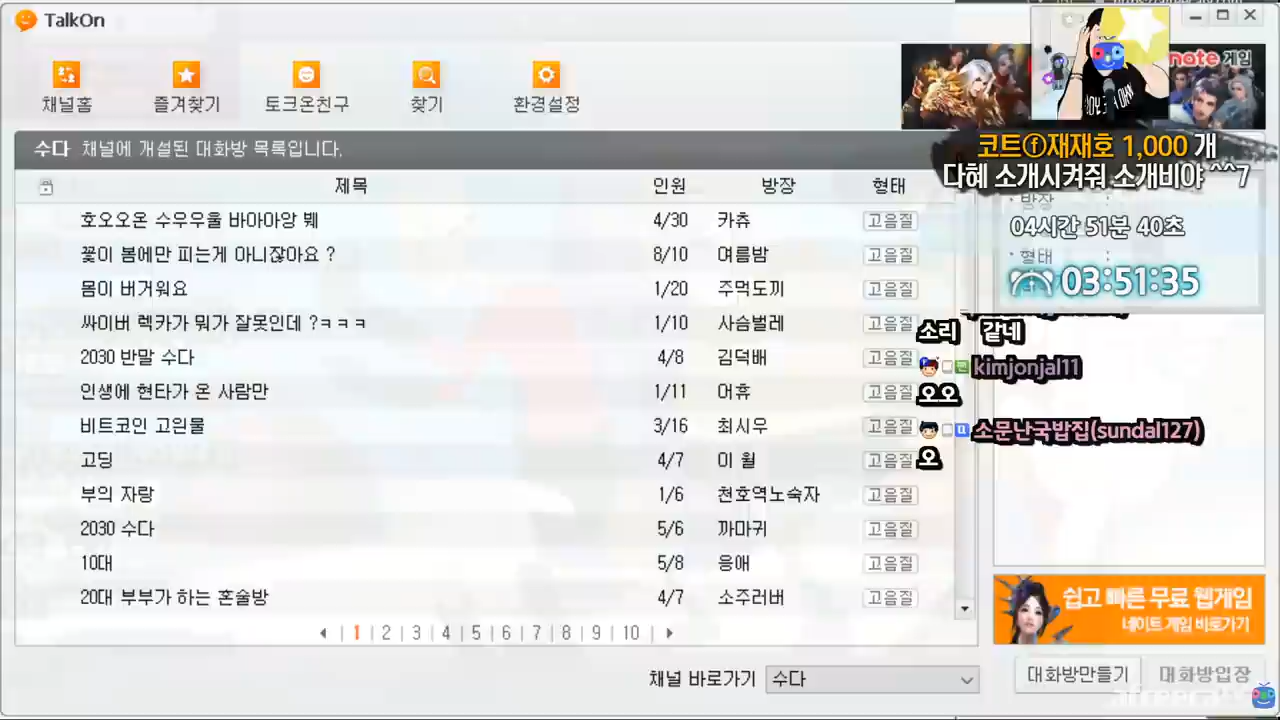 TalkOn
채널홈 즐겨찾기 토크온친구 찾기 환경설정
nate 게임
코트ⓕ재재호 1,000 개
다혜 소개시켜줘 소개비야 ^^7
수다 채널에 개설된 대화방 목록입니다.
제목 인원 방장 형태
호오오온 수우우울 바아아앙 붸 4/30 카츄 고음질
꽃이 봄에만 피는게 아니잖아요 ? 8/10 여름밤 고음질
몸이 버거워요 1/20 주먹도끼 고음질
싸이버 렉카가 뭐가 잘못인데 ?ㅋㅋㅋ 1/10 사슴벌레 고음질
2030 반말 수다 4/8 김덕배 고음질
인생에 현타가 온 사람만 1/11 머휴 고음질
비트코인 고인물 3/16 최시우 고음질
고딩 4/7 이 월 고음질
부의 자랑 1/6 천호역노숙자 고음질
2030 수다 5/6 까마귀 고음질
10대 5/8 응애 고음질
20대 부부가 하는 혼술방 4/7 소주러버 고음질
· 방장 :
04시간 51분 40초
· 형태 :
03:51:35
소리 같네
kimjonjal11
오오
소문난국밥집(sundal127)
오
쉽고 빠른 무료 웹게임
네이트 게임 바로가기
1 2 3 4 5 6 7 8 9 10
채널 바로가기 수다
대화방만들기 대화방입장
afreecatv